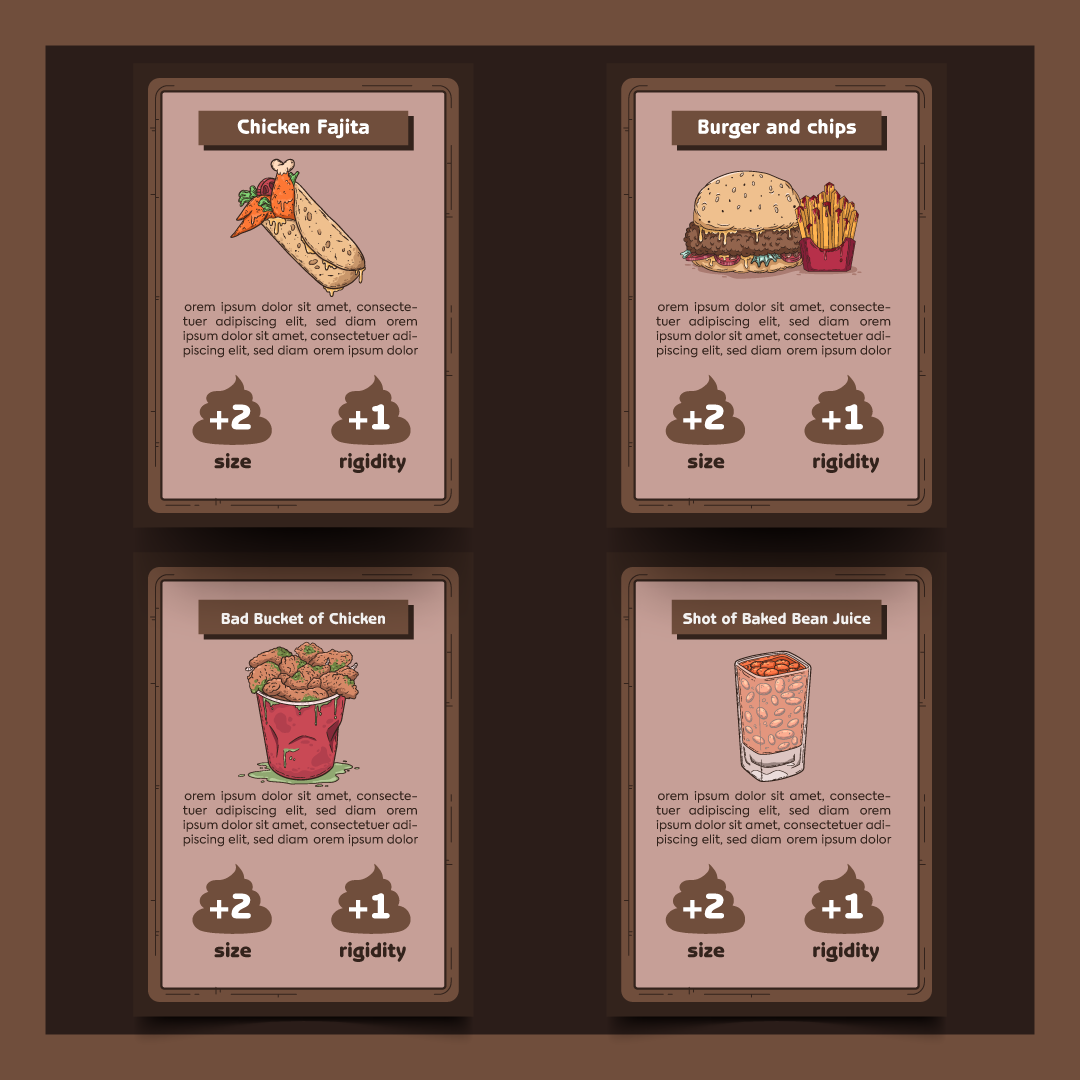 Chicken Fajita
orem ipsum dolor sit amet, consecte-
tuer adipiscing elit, sed diam orem
ipsum dolor sit amet, consectetuer adi-
piscing elit, sed diam orem ipsum dolor
+2
+1
size
rigidity
Burger and chips
orem ipsum dolor sit amet, consecte-
tuer adipiscing elit, sed diam orem
ipsum dolor sit amet, consectetuer adi-
piscing elit, sed diam orem ipsum dolor
+2
+1
size
rigidity
Bad Bucket of Chicken
orem ipsum dolor sit amet, consecte-
tuer adipiscing elit, sed diam orem
ipsum dolor sit amet, consectetuer adi-
piscing elit, sed diam orem ipsum dolor
+2
+1
size
rigidity
Shot of Baked Bean Juice
orem ipsum dolor sit amet, consecte-
tuer adipiscing elit, sed diam orem
ipsum dolor sit amet, consectetuer adi-
piscing elit, sed diam orem ipsum dolor
+2
+1
size
rigidity